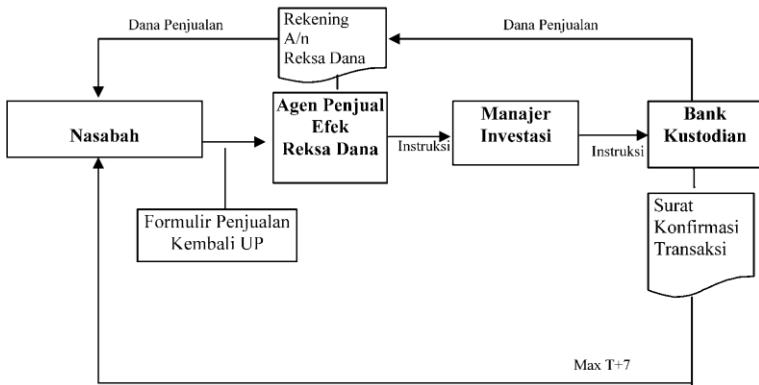 Dana Penjualan
Rekening
A/n
Reksa Dana
Dana Penjualan
Nasabah
Agen Penjual
Efek
Reksa Dana
Instruksi
Manajer
Investasi
Instruksi
Bank
Kustodian
Formulir Penjualan
Kembali UP
Surat
Konfirmasi
Transaksi
Max T+7